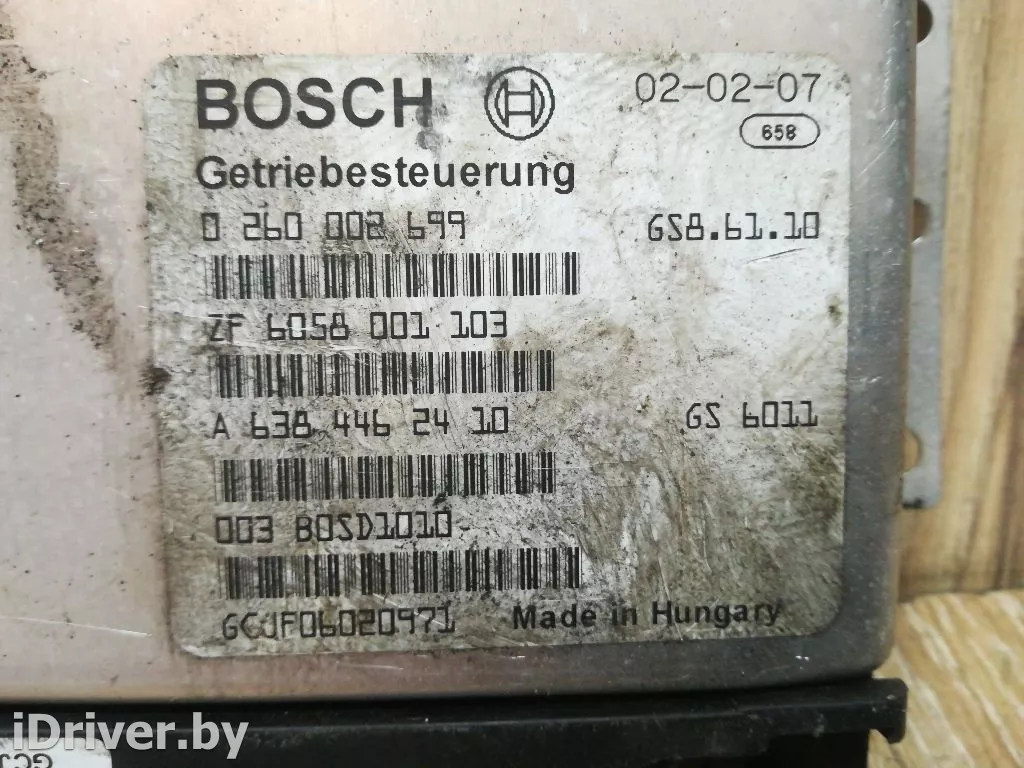 BOSCH 02-02-07
658
Getriebesteuerung
0 260 002 699 GS8.61.10
ZF 6058 001 103
A 638 446 24 10 GS 6011
003 BOSD1010
GCJF06020971 Made in Hungary
iDriver.by